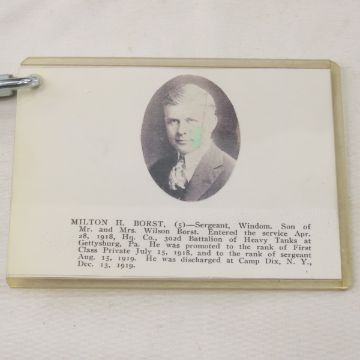 MILTON H. BORST, (5)—Sergeant, Windom. Son of
Mr. and Mrs. Wilson Borst. Entered the service Apr.
28, 1918, Hq. Co., 302d Battalion of Heavy Tanks at
Gettysburg, Pa. He was promoted to the rank of First
Class Private July 15, 1918, and to the rank of sergeant
Aug. 15, 1919. He was discharged at Camp Dix, N. Y.,
Dec. 13, 1919.